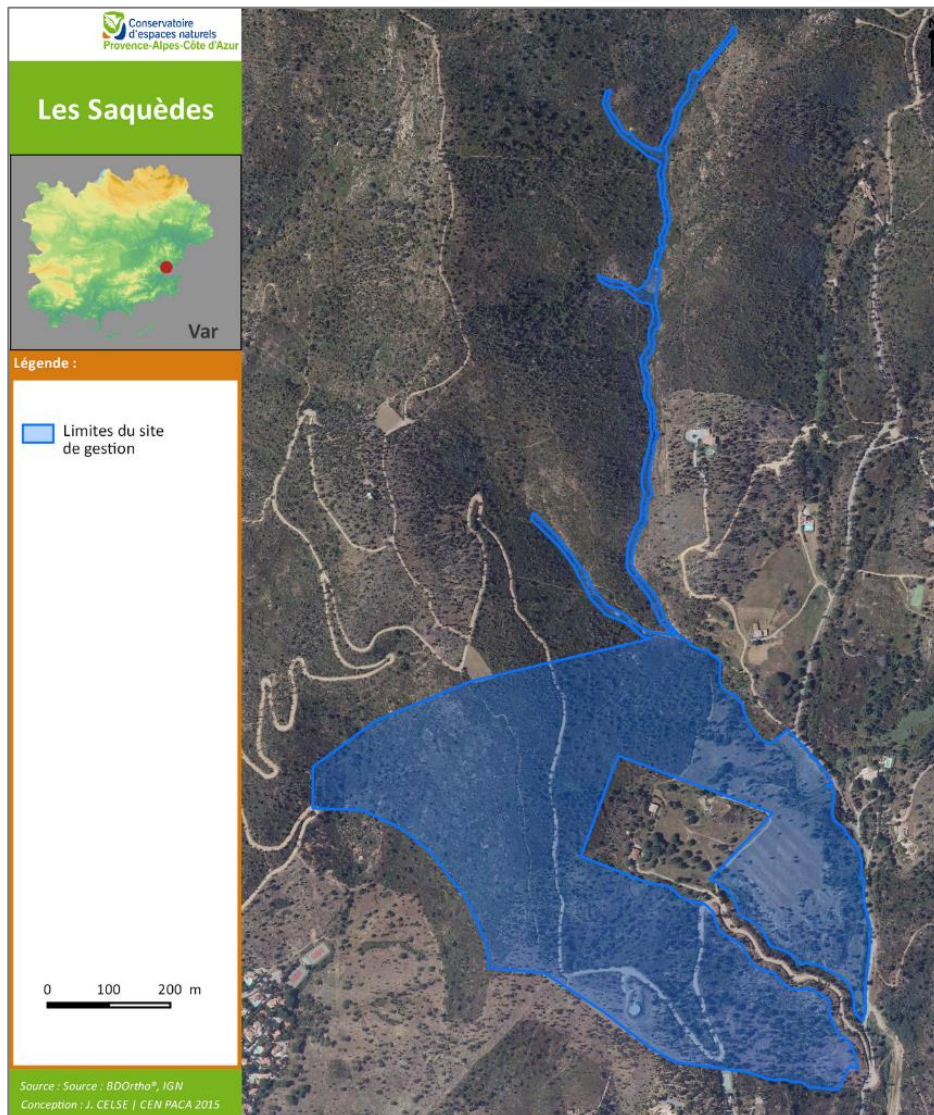 Conservatoire
d'espaces naturels
Provence-Alpes-Côte d'Azur
Les Saquèdes
Var
Légende :
Limites du site
de gestion
0 100 200 m
Source : Source : BDOrtho®, IGN
Conception : J. CELSE | CEN PACA 2015
N